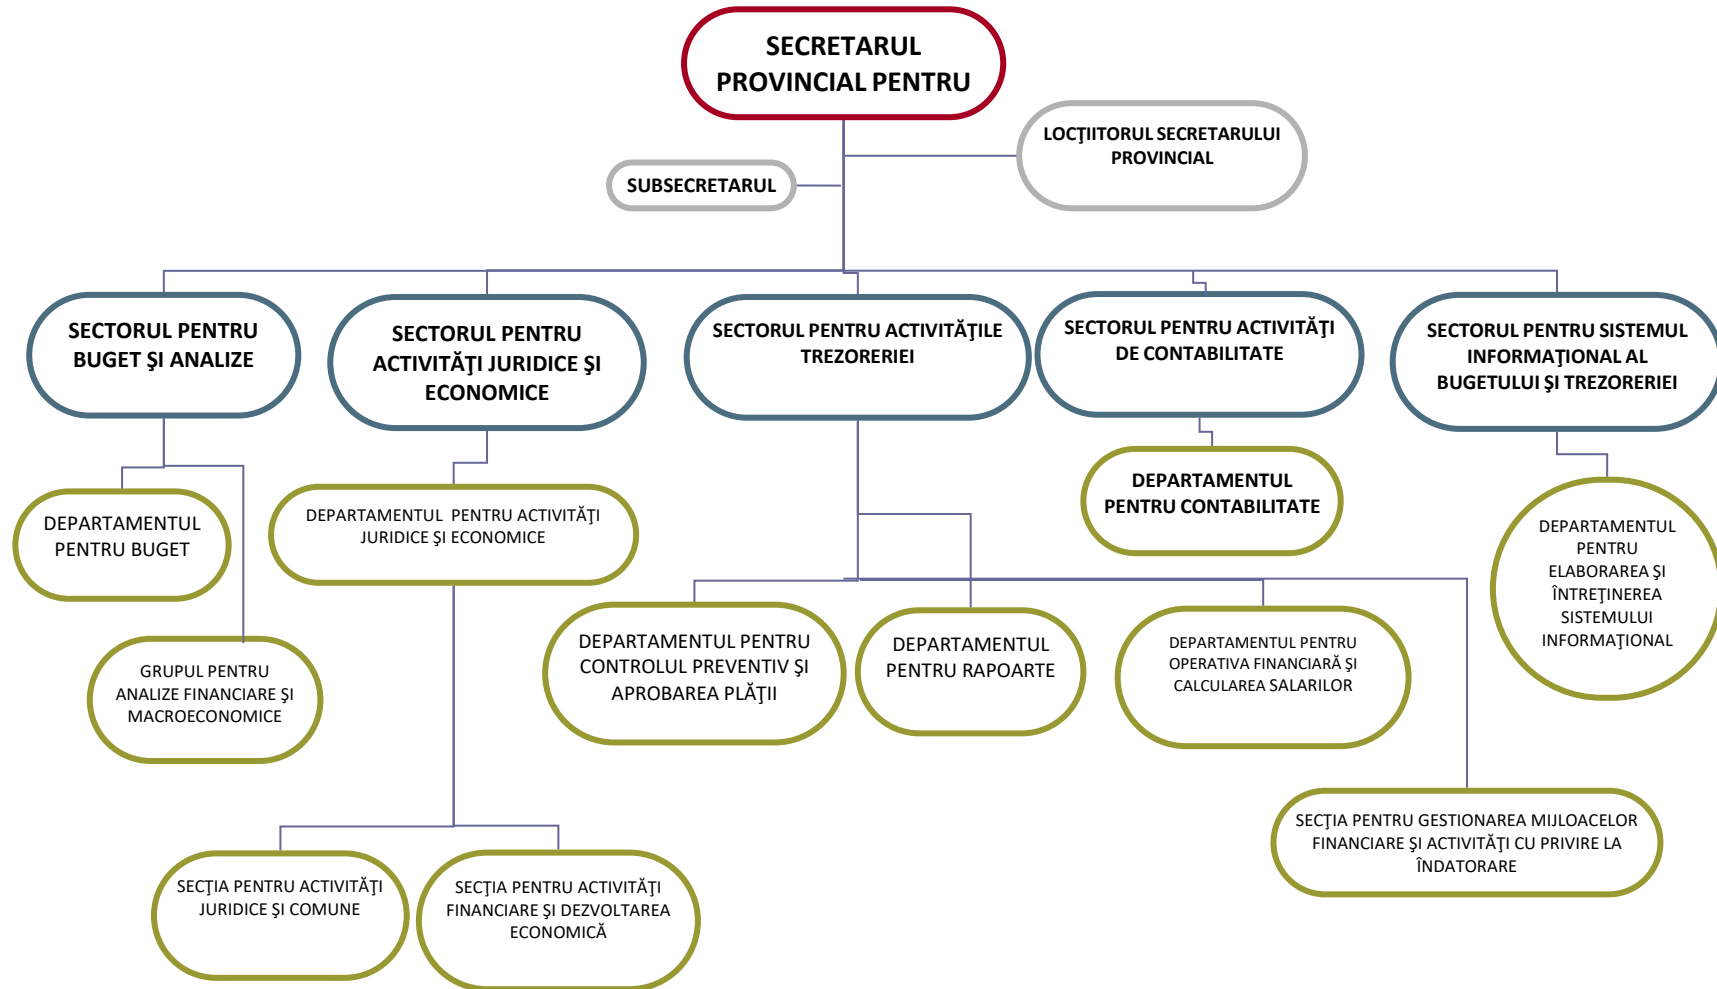 SECRETARUL
PROVINCIAL PENTRU
LOCŢIITORUL SECRETARULUI
PROVINCIAL
SUBSECRETARUL
SECTORUL PENTRU
BUGET ŞI ANALIZE
SECTORUL PENTRU
ACTIVITĂŢI JURIDICE ŞI
ECONOMICE
SECTORUL PENTRU ACTIVITĂŢILE
TREZORERIEI
SECTORUL PENTRU ACTIVITĂŢI
DE CONTABILITATE
SECTORUL PENTRU SISTEMUL
INFORMAŢIONAL AL
BUGETULUI ŞI TREZORERIEI
DEPARTAMENTUL
PENTRU BUGET
DEPARTAMENTUL PENTRU ACTIVITĂŢI
JURIDICE ŞI ECONOMICE
DEPARTAMENTUL
PENTRU CONTABILITATE
DEPARTAMENTUL
PENTRU
ELABORAREA ŞI
ÎNTREŢINEREA
SISTEMULUI
INFORMAŢIONAL
GRUPUL PENTRU
ANALIZE FINANCIARE ŞI
MACROECONOMICE
DEPARTAMENTUL PENTRU
CONTROLUL PREVENTIV ŞI
APROBAREA PLĂŢII
DEPARTAMENTUL
PENTRU RAPOARTE
DEPARTAMENTUL PENTRU
OPERATIVA FINANCIARĂ ŞI
CALCULAREA SALARILOR
SECŢIA PENTRU GESTIONAREA MIJLOACELOR
FINANCIARE ŞI ACTIVITĂŢI CU PRIVIRE LA
ÎNDATORARE
SECŢIA PENTRU ACTIVITĂŢI
JURIDICE ŞI COMUNE
SECŢIA PENTRU ACTIVITĂŢI
FINANCIARE ŞI DEZVOLTAREA
ECONOMICĂ